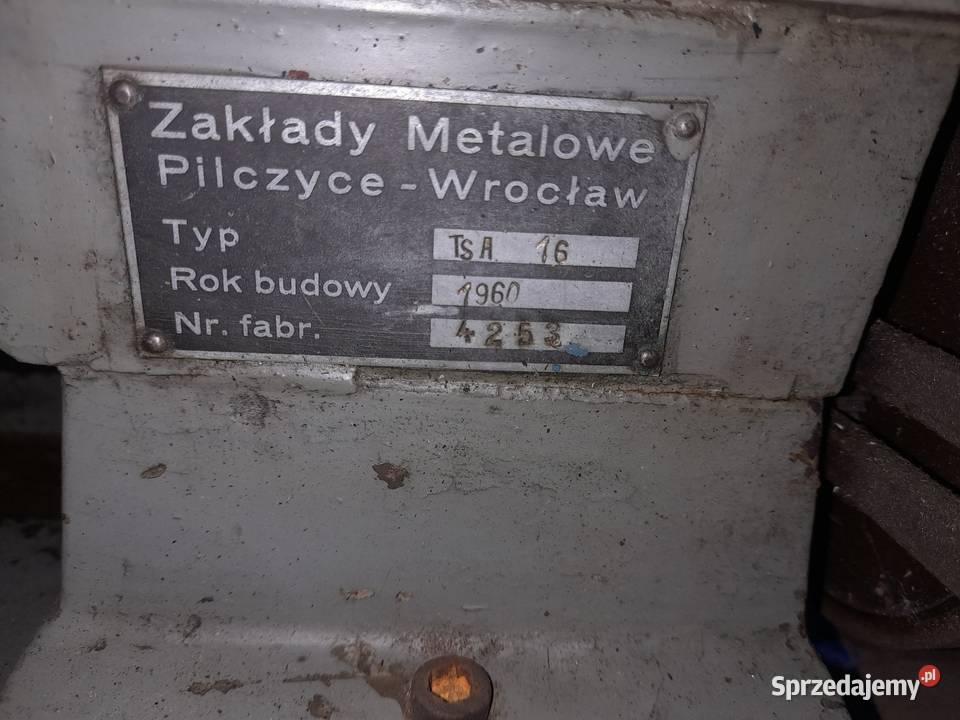 Zakłady Metalowe
Pilczyce - Wrocław
Typ TSA 16
Rok budowy 1960
Nr. fabr. 4253
Sprzedajemy.pl